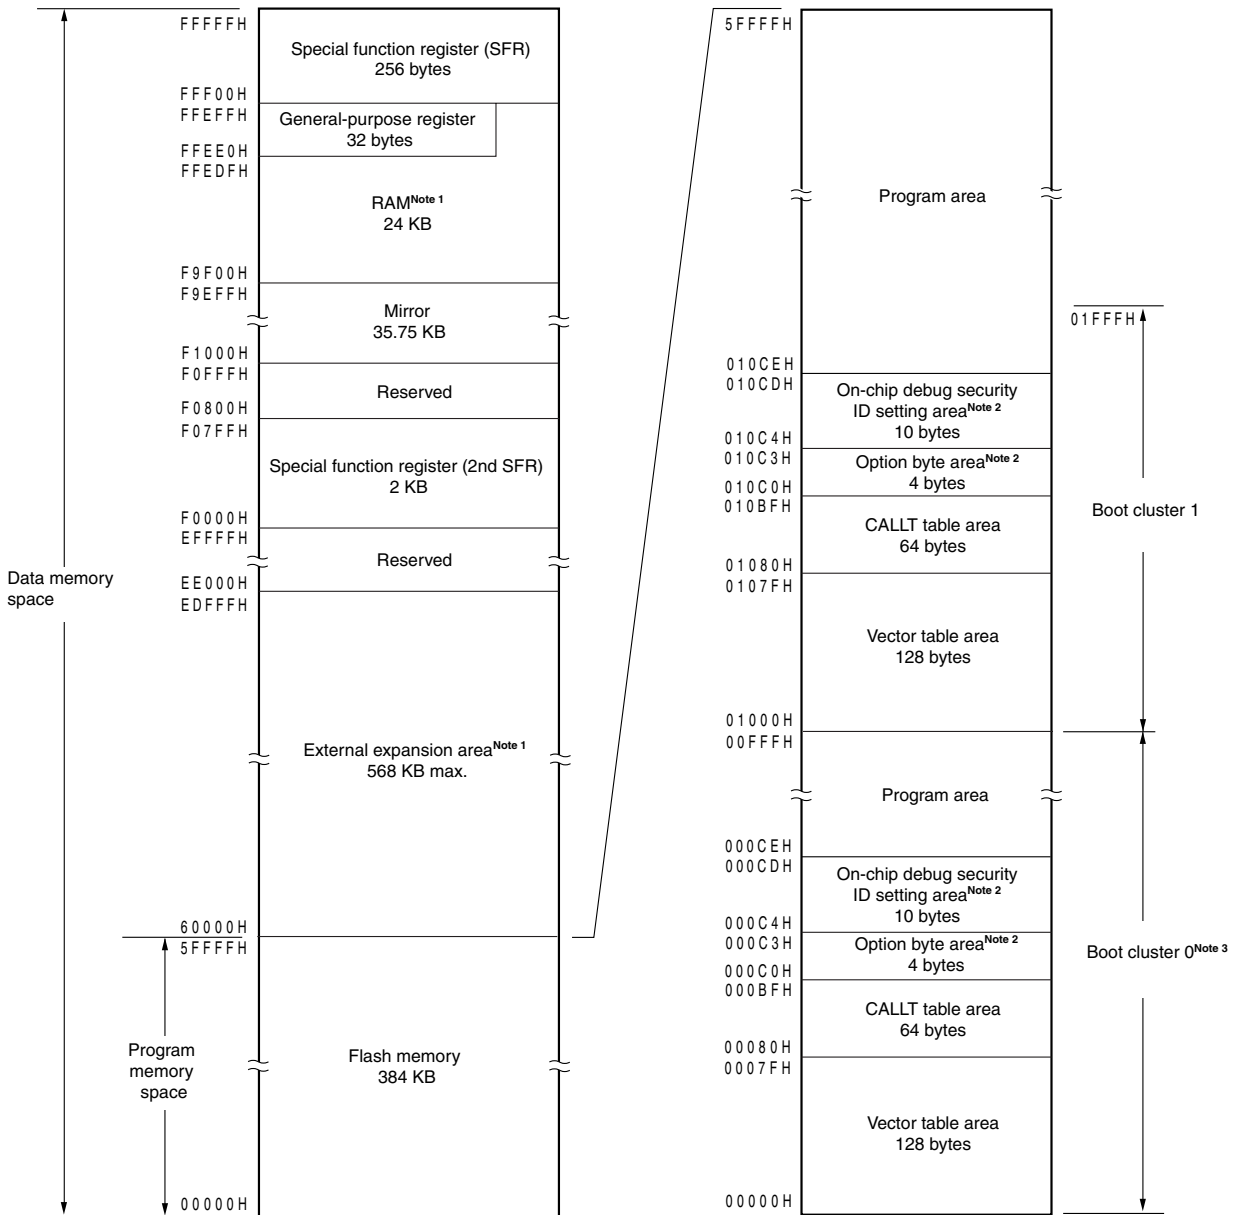 FFFFFH
Special function register (SFR)
256 bytes
FFF00H
FFEFFH
General-purpose register
32 bytes
FFEE0H
FFEDFH
RAMNote 1
24 KB
F9F00H
F9EFFH
Mirror
35.75 KB
F1000H
F0FFFH
Reserved
F0800H
F07FFH
Special function register (2nd SFR)
2 KB
F0000H
EFFFFH
Reserved
EE000H
EDFFFH
Data memory
space
External expansion areaNote 1
568 KB max.
60000H
5FFFFH
Program
memory
space
Flash memory
384 KB
00000H
5FFFFH
Program area
01FFFH
010CEH
010CDH
On-chip debug security
ID setting areaNote 2
10 bytes
010C4H
010C3H
Option byte areaNote 2
4 bytes
010C0H
010BFH
Boot cluster 1
CALLT table area
64 bytes
01080H
0107FH
Vector table area
128 bytes
01000H
00FFFH
Program area
000CEH
000CDH
On-chip debug security
ID setting areaNote 2
10 bytes
000C4H
000C3H
Option byte areaNote 2
4 bytes
Boot cluster 0Note 3
000C0H
000BFH
CALLT table area
64 bytes
00080H
0007FH
Vector table area
128 bytes
00000H